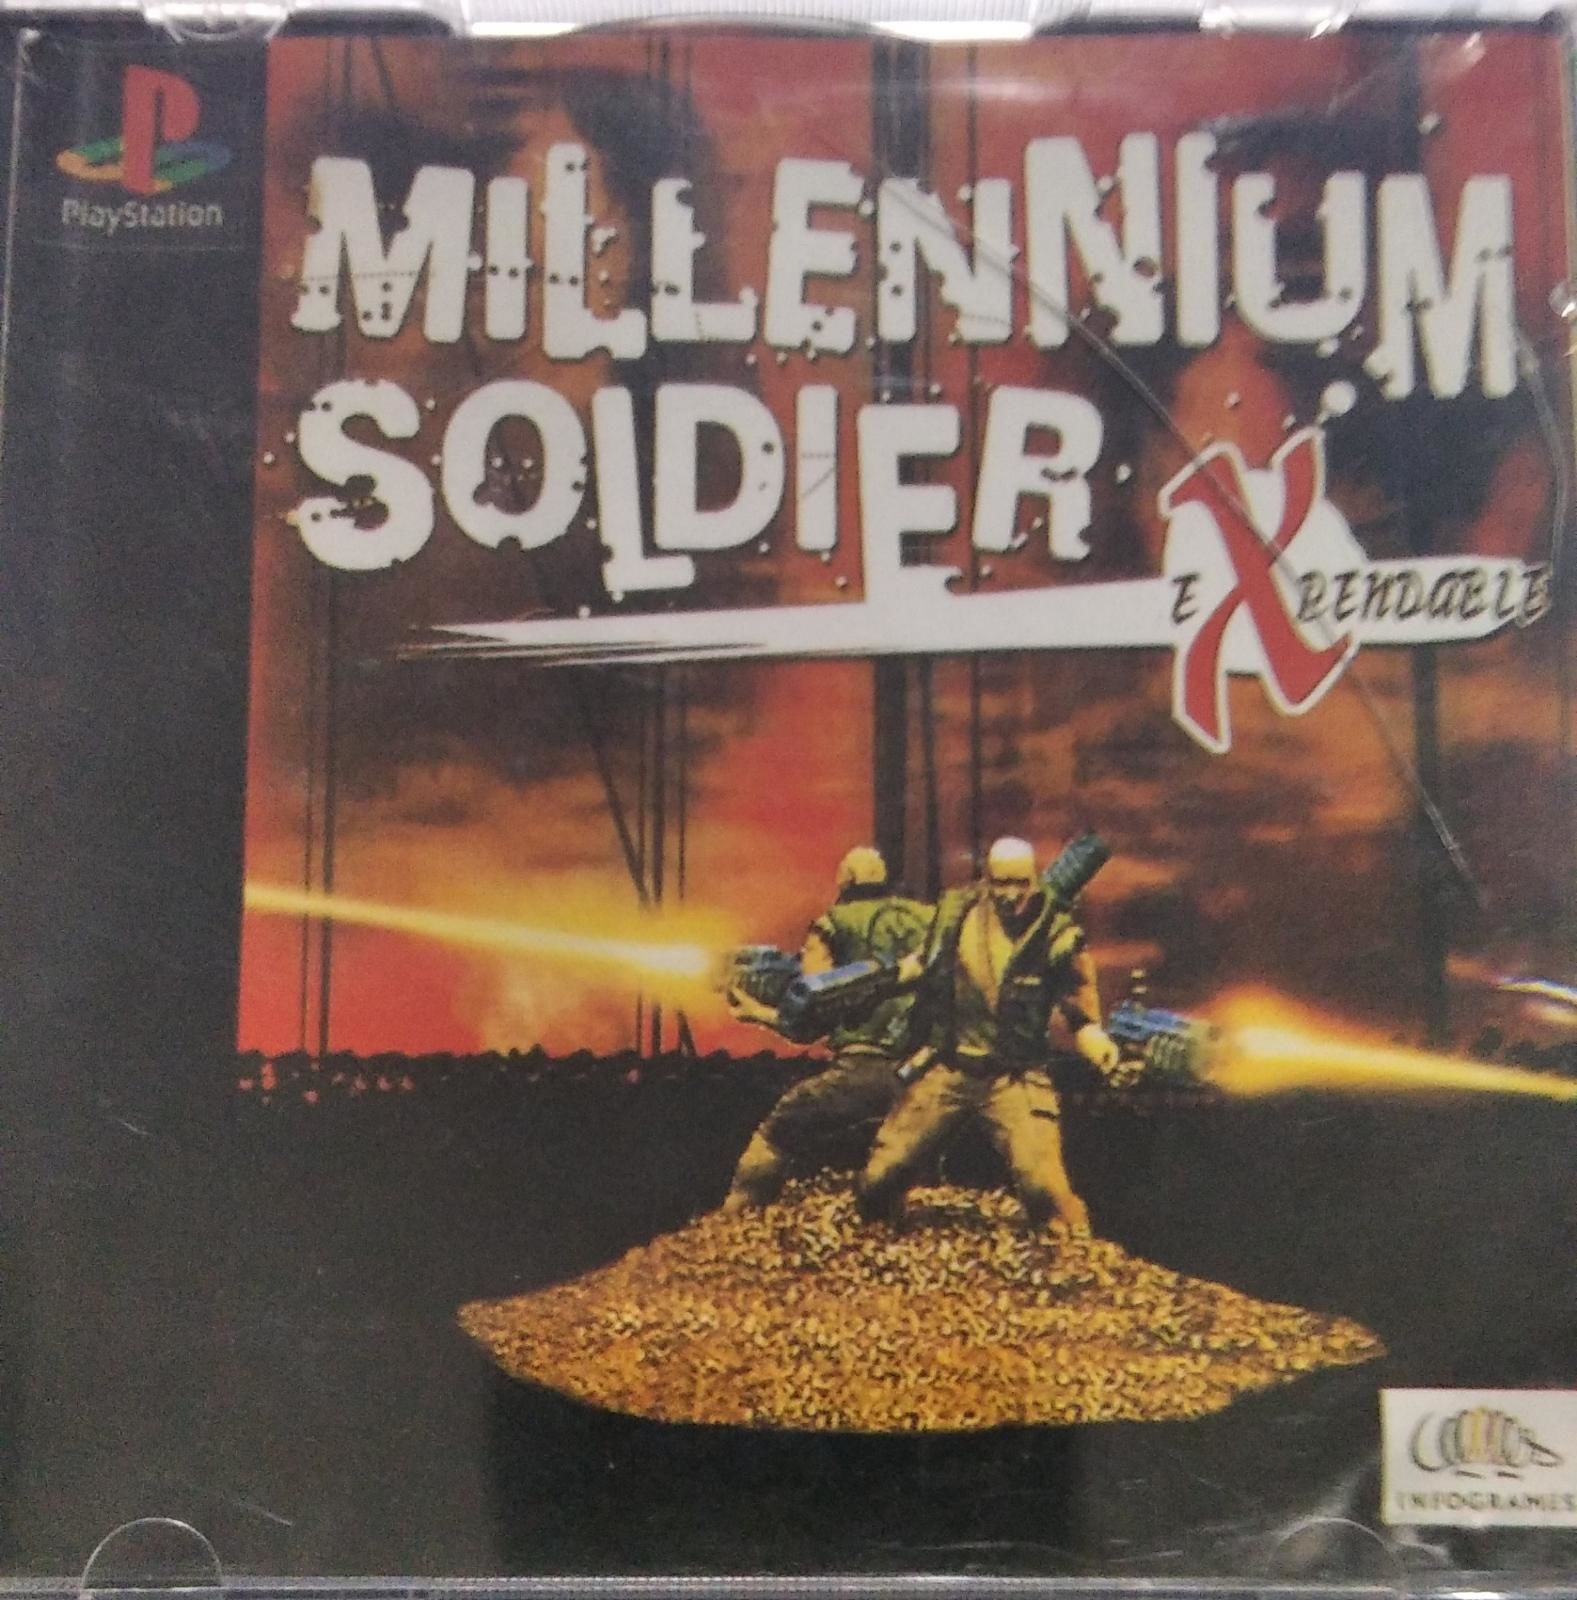 PlayStation
MILLENNIUM
SOLDIER
EXPENDABLE
INFOGRAMES